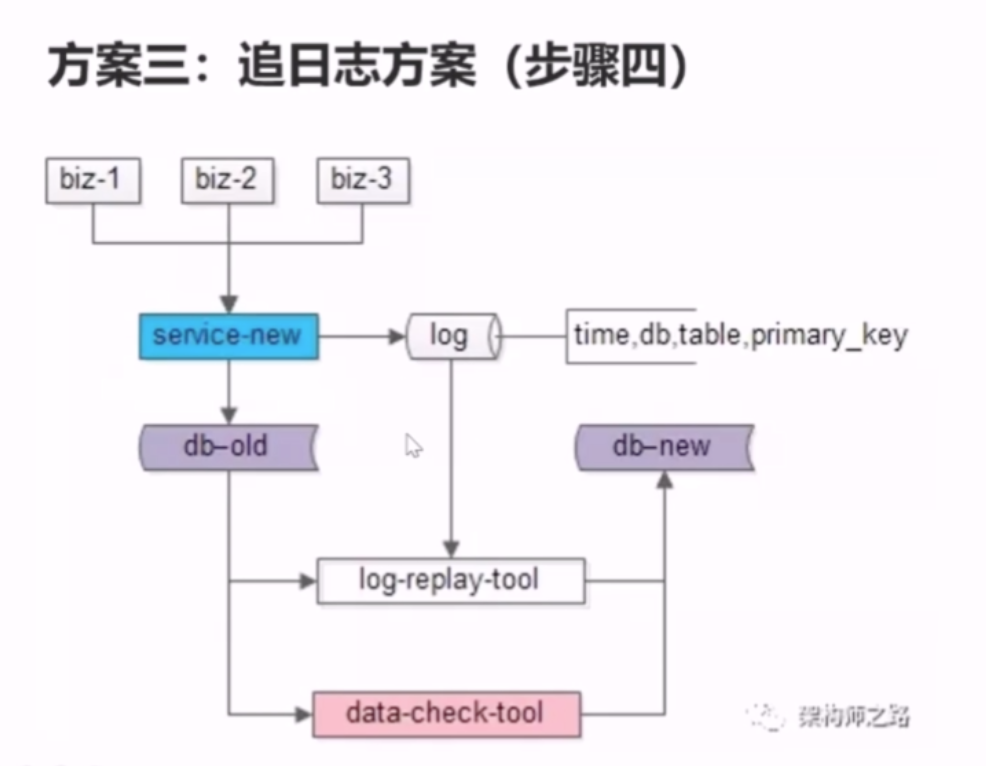 方案三：追日志方案（步骤四）
biz-1 biz-2 biz-3
service-new log time,db,table,primary_key
db-old db-new
log-replay-tool
data-check-tool
架构师之路